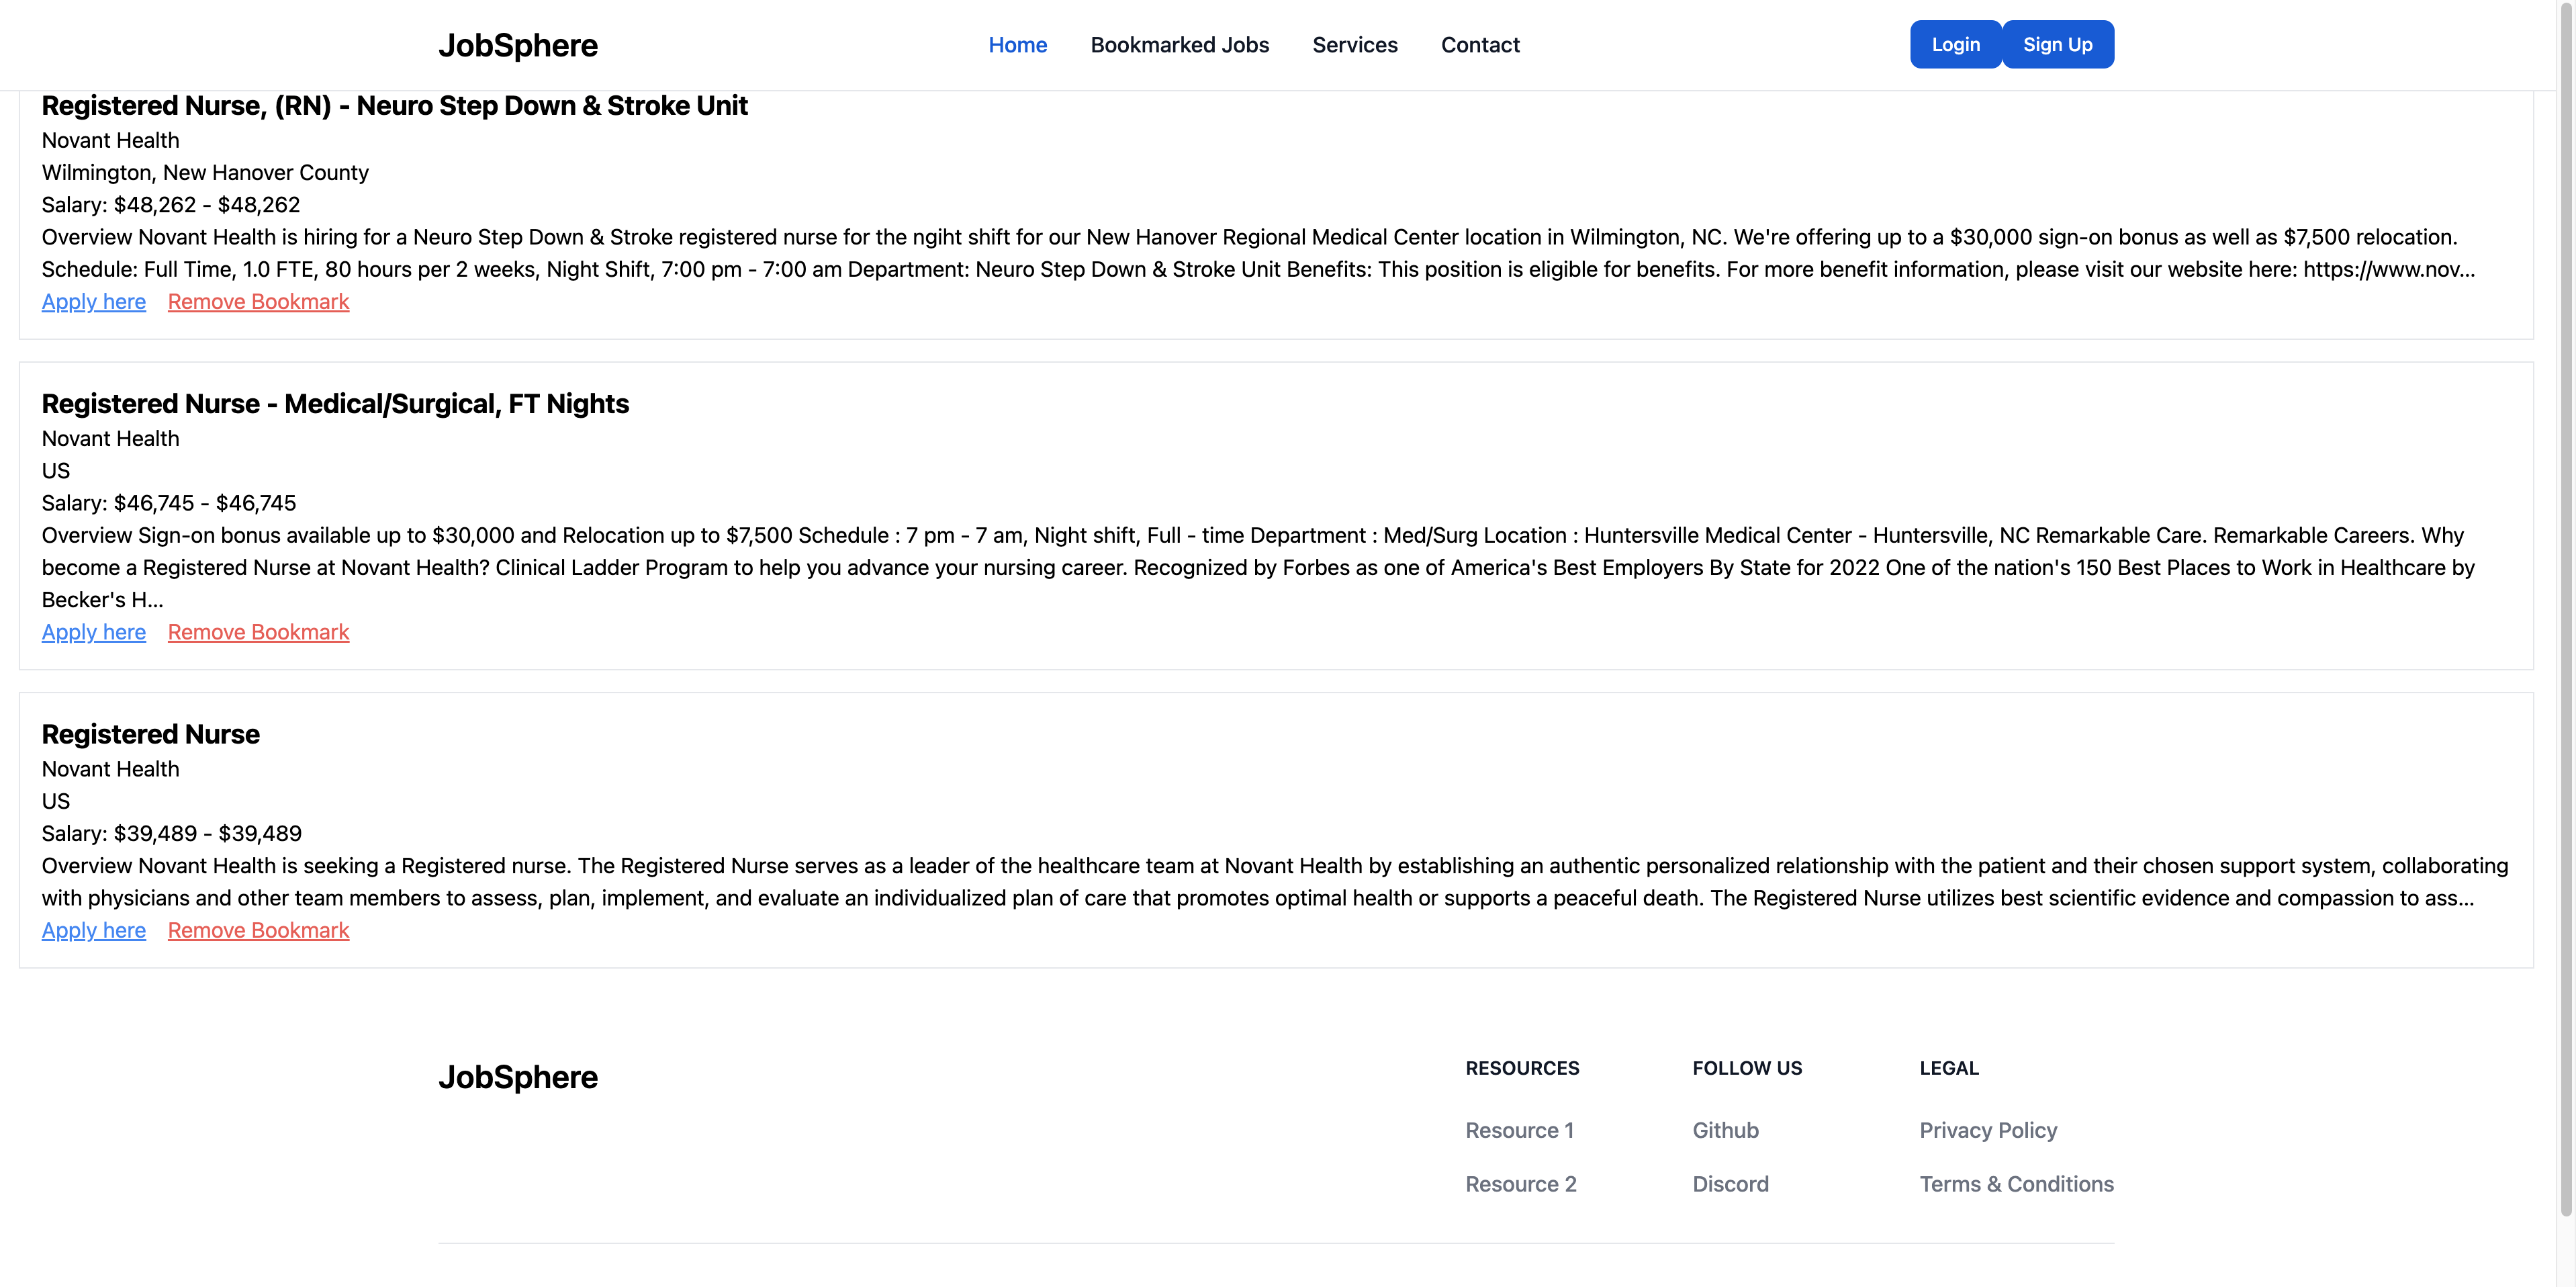 JobSphere
Home
Bookmarked Jobs
Services
Contact
Login
Sign Up
Registered Nurse, (RN) - Neuro Step Down & Stroke Unit
Novant Health
Wilmington, New Hanover County
Salary: $48,262 - $48,262
Overview Novant Health is hiring for a Neuro Step Down & Stroke registered nurse for the ngiht shift for our New Hanover Regional Medical Center location in Wilmington, NC. We're offering up to a $30,000 sign-on bonus as well as $7,500 relocation.
Schedule: Full Time, 1.0 FTE, 80 hours per 2 weeks, Night Shift, 7:00 pm - 7:00 am Department: Neuro Step Down & Stroke Unit Benefits: This position is eligible for benefits. For more benefit information, please visit our website here: https://www.nov...
Apply here
Remove Bookmark
Registered Nurse - Medical/Surgical, FT Nights
Novant Health
US
Salary: $46,745 - $46,745
Overview Sign-on bonus available up to $30,000 and Relocation up to $7,500 Schedule : 7 pm - 7 am, Night shift, Full - time Department : Med/Surg Location : Huntersville Medical Center - Huntersville, NC Remarkable Care. Remarkable Careers. Why
become a Registered Nurse at Novant Health? Clinical Ladder Program to help you advance your nursing career. Recognized by Forbes as one of America's Best Employers By State for 2022 One of the nation's 150 Best Places to Work in Healthcare by
Becker's H...
Apply here
Remove Bookmark
Registered Nurse
Novant Health
US
Salary: $39,489 - $39,489
Overview Novant Health is seeking a Registered nurse. The Registered Nurse serves as a leader of the healthcare team at Novant Health by establishing an authentic personalized relationship with the patient and their chosen support system, collaborating
with physicians and other team members to assess, plan, implement, and evaluate an individualized plan of care that promotes optimal health or supports a peaceful death. The Registered Nurse utilizes best scientific evidence and compassion to ass...
Apply here
Remove Bookmark
JobSphere
RESOURCES
Resource 1
Resource 2
FOLLOW US
Github
Discord
LEGAL
Privacy Policy
Terms & Conditions